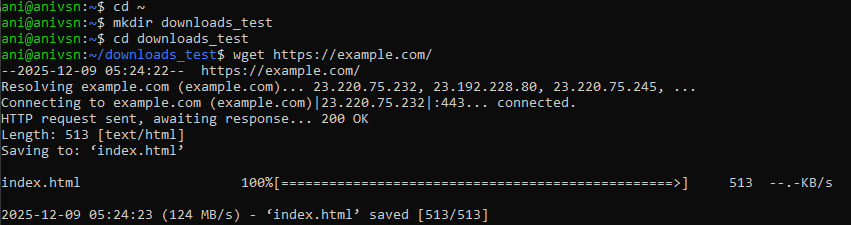 ani@anivsn:~$ cd ~
ani@anivsn:~$ mkdir downloads_test
ani@anivsn:~$ cd downloads_test
ani@anivsn:~/downloads_test$ wget https://example.com/
--2025-12-09 05:24:22--  https://example.com/
Resolving example.com (example.com)... 23.220.75.232, 23.192.228.80, 23.220.75.245, ...
Connecting to example.com (example.com)|23.220.75.232|:443... connected.
HTTP request sent, awaiting response... 200 OK
Length: 513 [text/html]
Saving to: ‘index.html’
index.html                    100%[=================================================>]     513  --.-KB/s
2025-12-09 05:24:23 (124 MB/s) - ‘index.html’ saved [513/513]